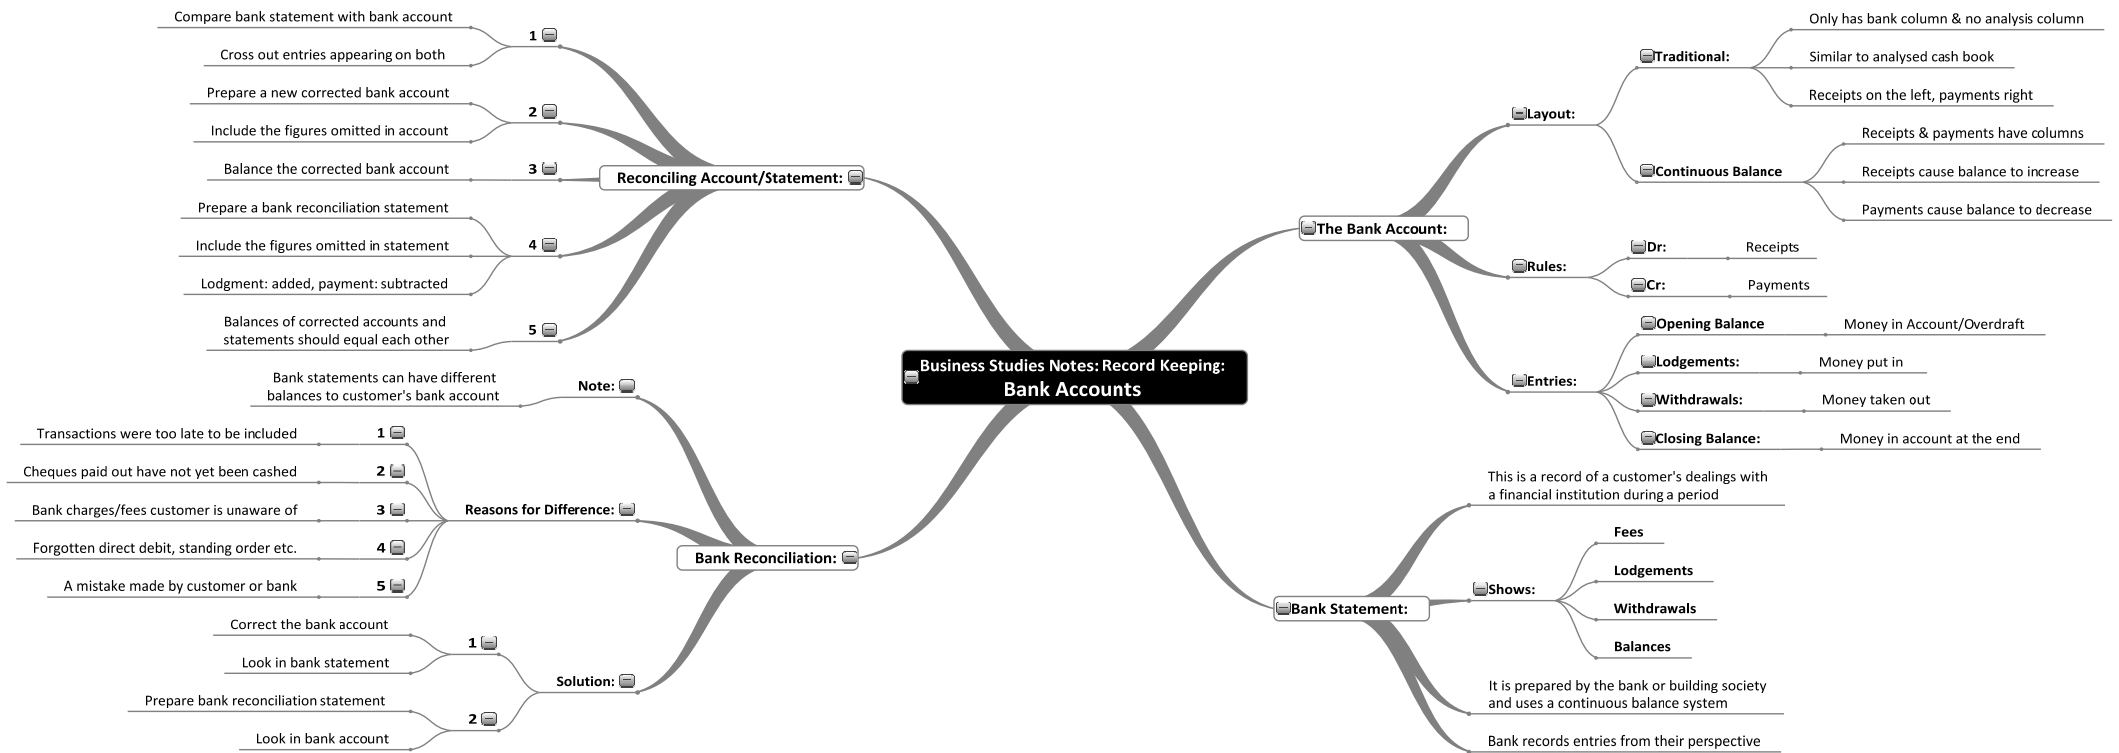 Business Studies Notes: Record Keeping:
Bank Accounts
The Bank Account:
Layout:
Traditional:
Only has bank column & no analysis column
Similar to analysed cash book
Receipts on the left, payments right
Continuous Balance
Receipts & payments have columns
Receipts cause balance to increase
Payments cause balance to decrease
Rules:
Dr:
Receipts
Cr:
Payments
Entries:
Opening Balance
Money in Account/Overdraft
Lodgements:
Money put in
Withdrawals:
Money taken out
Closing Balance:
Money in account at the end
Bank Statement:
This is a record of a customer's dealings with
a financial institution during a period
Shows:
Fees
Lodgements
Withdrawals
Balances
It is prepared by the bank or building society
and uses a continuous balance system
Bank records entries from their perspective
Reconciling Account/Statement:
1
Compare bank statement with bank account
Cross out entries appearing on both
2
Prepare a new corrected bank account
Include the figures omitted in account
3
Balance the corrected bank account
4
Prepare a bank reconciliation statement
Include the figures omitted in statement
Lodgment: added, payment: subtracted
5
Balances of corrected accounts and
statements should equal each other
Bank Reconciliation:
Note:
Bank statements can have different
balances to customer's bank account
Reasons for Difference:
1
Transactions were too late to be included
2
Cheques paid out have not yet been cashed
3
Bank charges/fees customer is unaware of
4
Forgotten direct debit, standing order etc.
5
A mistake made by customer or bank
Solution:
1
Correct the bank account
Look in bank statement
2
Prepare bank reconciliation statement
Look in bank account